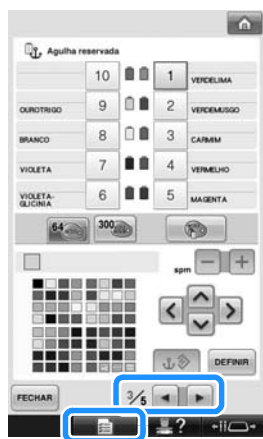 Agulha reservada
10 1 VERDELIMA
OUROTRIGO 9 2 VERDEMUSGO
BRANCO 8 3 CARMIM
VIOLETA 7 4 VERMELHO
VIOLETA-
GLICÍNIA 6 5 MAGENTA
64 300
spm - +
DEFINIR
FECHAR 3/5
?